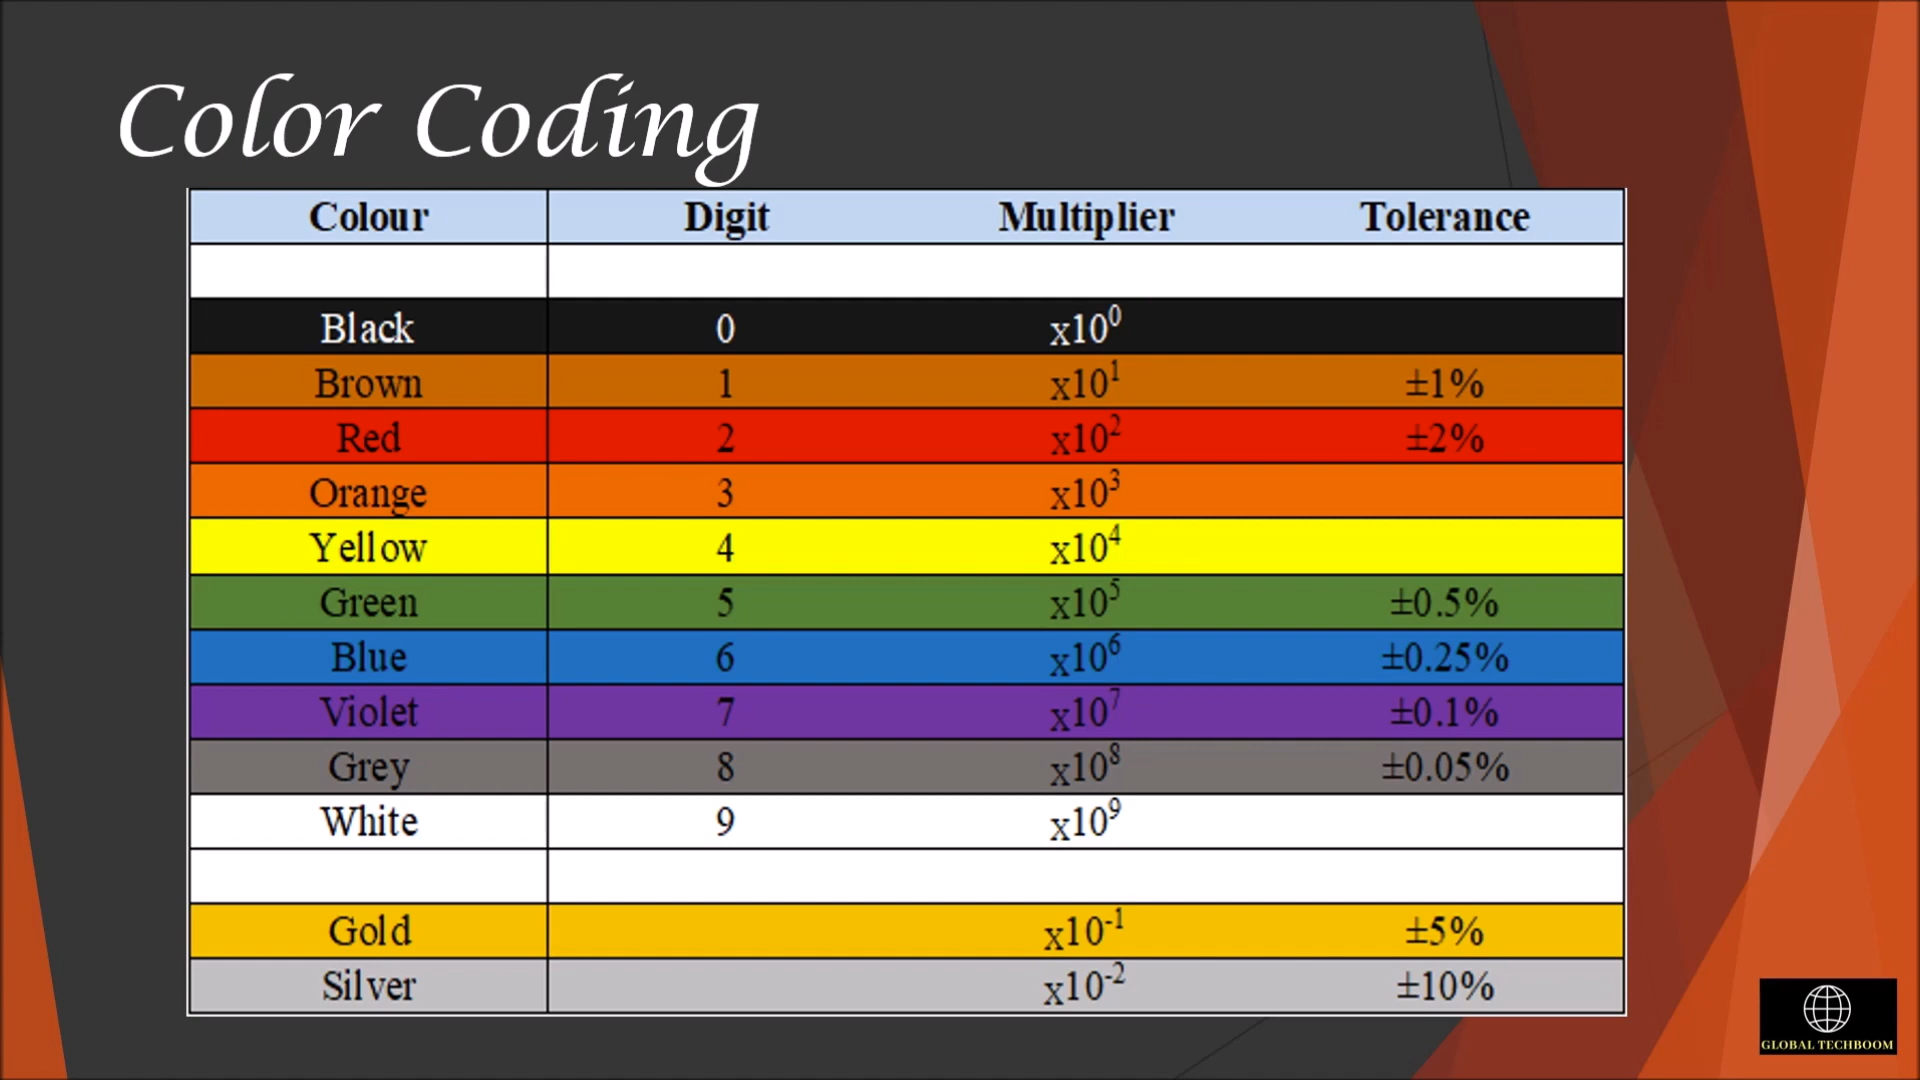 Color Coding
Colour Digit Multiplier Tolerance
Black 0 x10⁰
Brown 1 x10¹ ±1%
Red 2 x10² ±2%
Orange 3 x10³
Yellow 4 x10⁴
Green 5 x10⁵ ±0.5%
Blue 6 x10⁶ ±0.25%
Violet 7 x10⁷ ±0.1%
Grey 8 x10⁸ ±0.05%
White 9 x10⁹
Gold x10⁻¹ ±5%
Silver x10⁻² ±10%
GLOBAL TECHBOOM